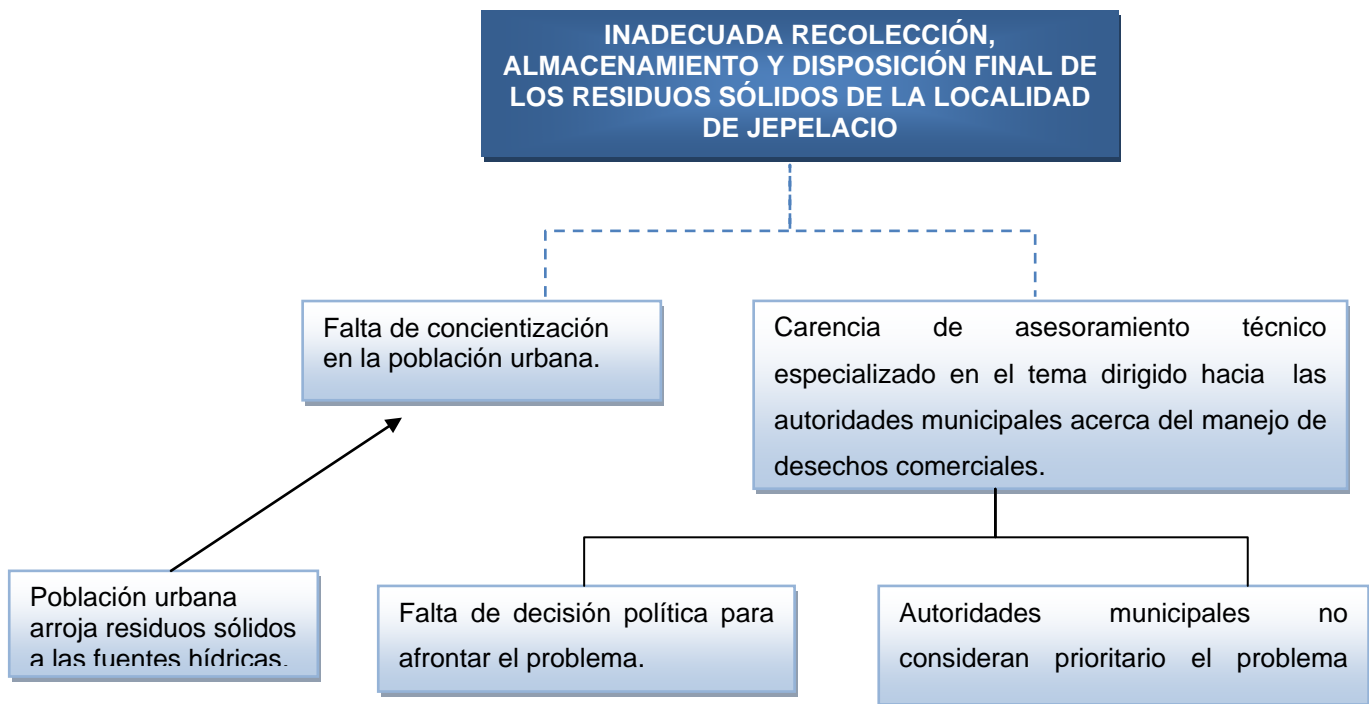 INADECUADA RECOLECCIÓN,
ALMACENAMIENTO Y DISPOSICIÓN FINAL DE
LOS RESIDUOS SÓLIDOS DE LA LOCALIDAD
DE JEPELACIO
Falta de concientización
en la población urbana.
Carencia de asesoramiento técnico
especializado en el tema dirigido hacia las
autoridades municipales acerca del manejo de
desechos comerciales.
Población urbana
arroja residuos sólidos
a las fuentes hídricas.
Falta de decisión política para
afrontar el problema.
Autoridades municipales no
consideran prioritario el problema